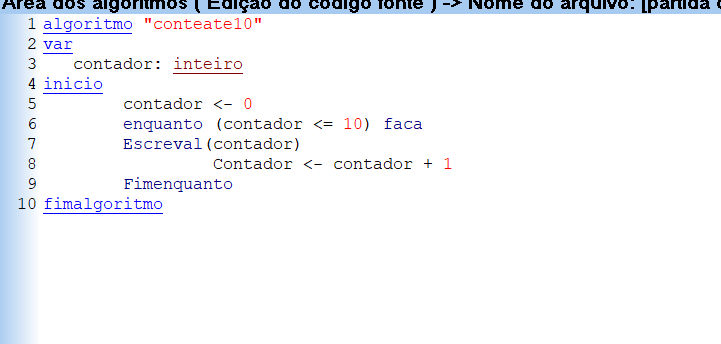 Área dos algoritmos ( Edição do código fonte ) -> Nome do arquivo: [partida
1 algoritmo "conteate10"
2 var
3 contador: inteiro
4 inicio
5 contador <- 0
6 enquanto (contador <= 10) faca
7 Escreval(contador)
8 Contador <- contador + 1
9 Fimenquanto
10 fimalgoritmo